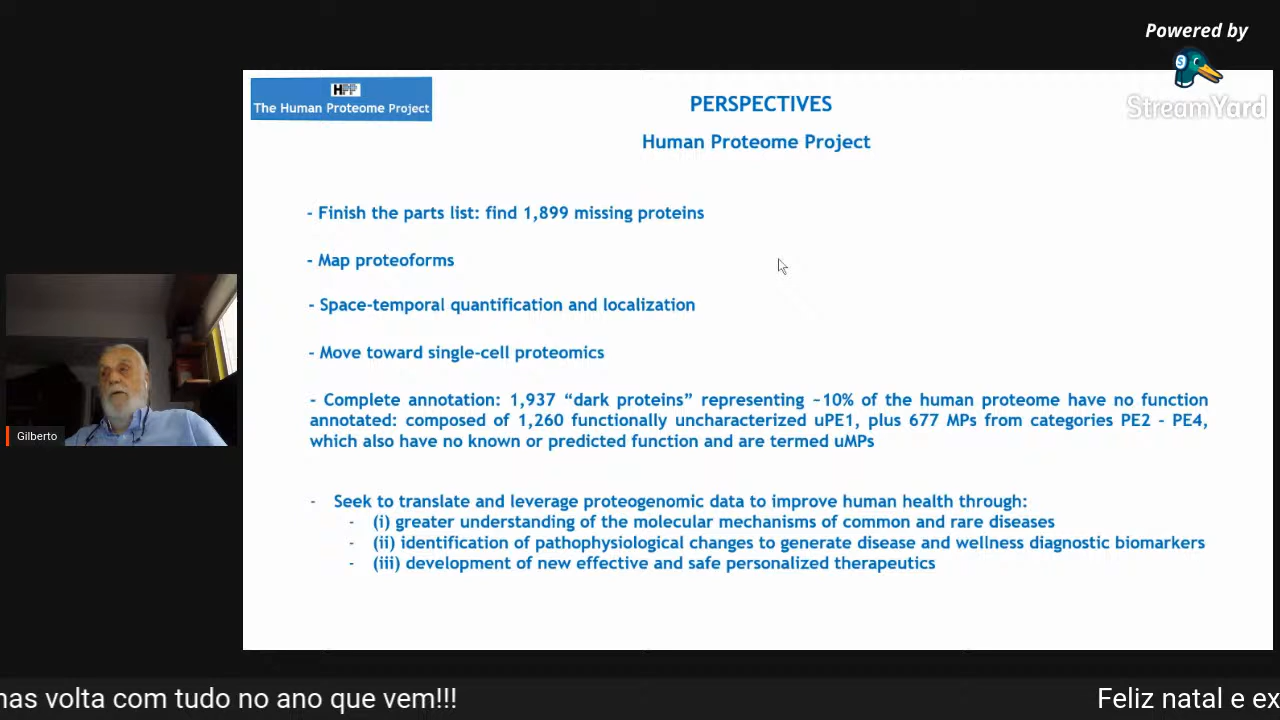 Powered by
StreamYard
HPP
The Human Proteome Project
PERSPECTIVES
Human Proteome Project
- Finish the parts list: find 1,899 missing proteins
- Map proteoforms
- Space-temporal quantification and localization
- Move toward single-cell proteomics
- Complete annotation: 1,937 “dark proteins” representing ~10% of the human proteome have no function
annotated: composed of 1,260 functionally uncharacterized uPE1, plus 677 MPs from categories PE2 - PE4,
which also have no known or predicted function and are termed uMPs
- Seek to translate and leverage proteogenomic data to improve human health through:
- (i) greater understanding of the molecular mechanisms of common and rare diseases
- (ii) identification of pathophysiological changes to generate disease and wellness diagnostic biomarkers
- (iii) development of new effective and safe personalized therapeutics
Gilberto
nas volta com tudo no ano que vem!!! Feliz natal e ex